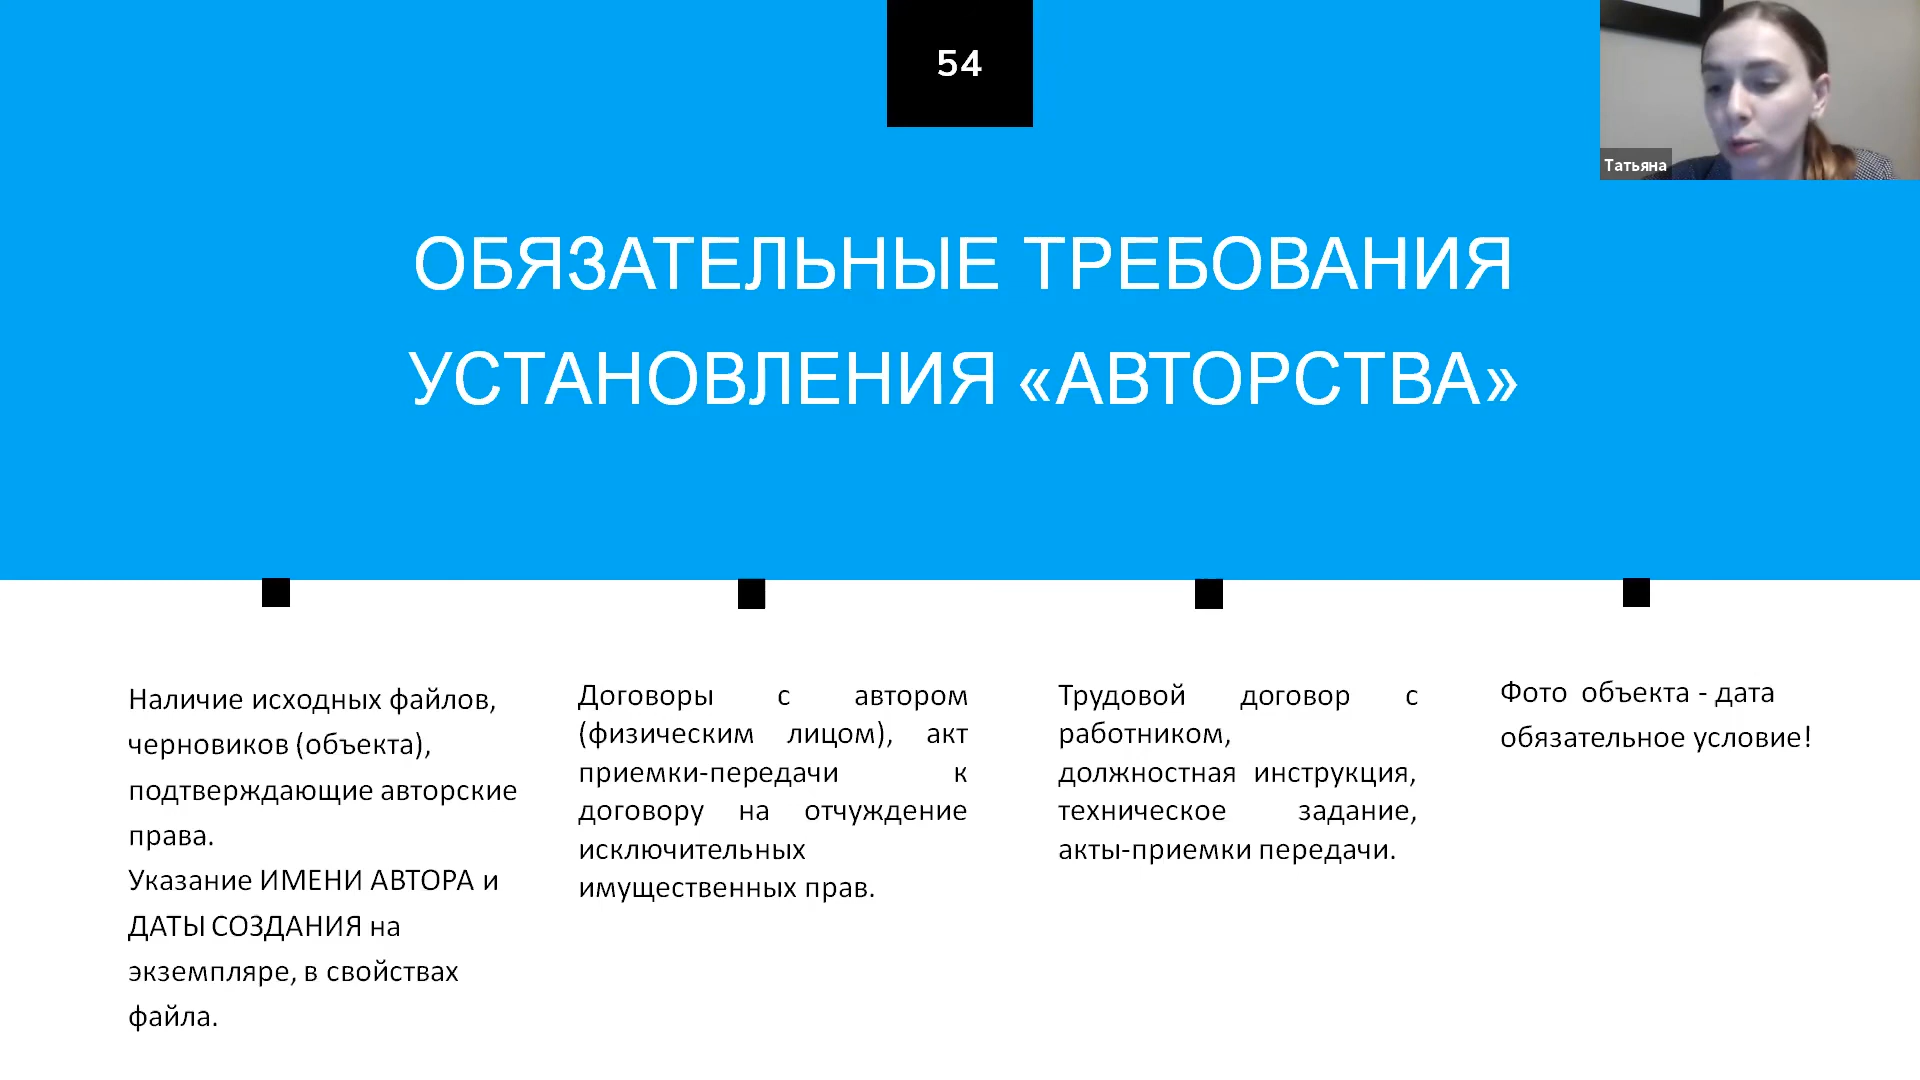 54
Татьяна
ОБЯЗАТЕЛЬНЫЕ ТРЕБОВАНИЯ
УСТАНОВЛЕНИЯ «АВТОРСТВА»
Наличие исходных файлов,
черновиков (объекта),
подтверждающие авторские
права.
Указание ИМЕНИ АВТОРА и
ДАТЫ СОЗДАНИЯ на
экземпляре, в свойствах
файла.
Договоры с автором
(физическим лицом), акт
приемки-передачи к
договору на отчуждение
исключительных
имущественных прав.
Трудовой договор с
работником,
должностная инструкция,
техническое задание,
акты-приемки передачи.
Фото объекта - дата
обязательное условие!